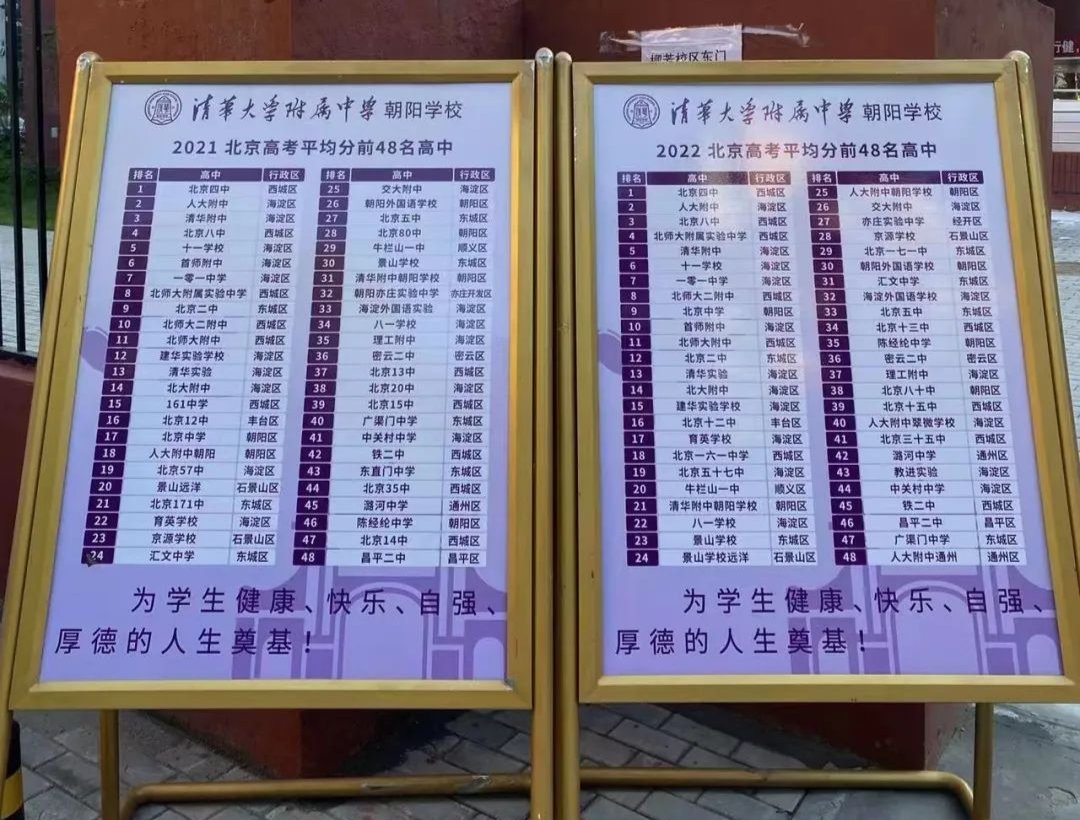 柳芳校区东门
行健,
清华大学附属中学 朝阳学校
2021 北京高考平均分前48名高中
排名 高中 行政区 排名 高中 行政区
1 北京四中 西城区 25 交大附中 海淀区
2 人大附中 海淀区 26 朝阳外国语学校 朝阳区
3 清华附中 海淀区 27 北京五中 东城区
4 北京八中 西城区 28 北京80中 朝阳区
5 十一学校 海淀区 29 牛栏山一中 顺义区
6 首师附中 海淀区 30 景山学校 东城区
7 一零一中学 海淀区 31 清华附中朝阳学校 朝阳区
8 北师大附属实验中学 西城区 32 朝阳亦庄实验中学 亦庄开发区
9 北京二中 东城区 33 海淀外国语实验 海淀区
10 北师大二附中 西城区 34 八一学校 海淀区
11 北师大附中 西城区 35 理工附中 海淀区
12 建华实验学校 海淀区 36 密云二中 密云区
13 清华实验 海淀区 37 北京13中 西城区
14 北大附中 海淀区 38 北京20中 海淀区
15 161中学 西城区 39 北京15中 西城区
16 北京12中 丰台区 40 广渠门中学 东城区
17 北京中学 朝阳区 41 中关村中学 海淀区
18 人大附中朝阳 朝阳区 42 铁二中 西城区
19 北京57中 海淀区 43 东直门中学 东城区
20 景山远洋 石景山区 44 北京35中 西城区
21 北京171中 东城区 45 潞河中学 通州区
22 育英学校 海淀区 46 陈经纶中学 朝阳区
23 京源学校 石景山区 47 北京14中 西城区
24 汇文中学 东城区 48 昌平二中 昌平区
为学生健康、快乐、自强、
厚德的人生奠基!
清华大学附属中学 朝阳学校
2022 北京高考平均分前48名高中
排名 高中 行政区 排名 高中 行政区
1 北京四中 西城区 25 人大附中朝阳学校 朝阳区
2 人大附中 海淀区 26 交大附中 海淀区
3 北京八中 西城区 27 亦庄实验中学 经开区
4 北师大附属实验中学 西城区 28 京源学校 石景山区
5 清华附中 海淀区 29 北京一七一中 东城区
6 十一学校 海淀区 30 朝阳外国语学校 朝阳区
7 一零一中学 海淀区 31 汇文中学 东城区
8 北师大二附中 西城区 32 海淀外国语学校 海淀区
9 北京中学 朝阳区 33 北京五中 东城区
10 首师附中 海淀区 34 北京十三中 西城区
11 北师大附中 西城区 35 陈经纶中学 朝阳区
12 北京二中 东城区 36 密云二中 密云区
13 清华实验 海淀区 37 理工附中 海淀区
14 北大附中 海淀区 38 北京八十中 朝阳区
15 建华实验学校 海淀区 39 北京十五中 西城区
16 北京十二中 丰台区 40 人大附中翠微学校 海淀区
17 育英学校 海淀区 41 北京三十五中 西城区
18 北京一六一中 西城区 42 潞河中学 通州区
19 北京五十七中 海淀区 43 教进实验 海淀区
20 牛栏山一中 顺义区 44 中关村中学 海淀区
21 清华附中朝阳学校 朝阳区 45 铁二中 西城区
22 八一学校 海淀区 46 昌平二中 昌平区
23 景山学校 东城区 47 广渠门中学 东城区
24 景山学校远洋 石景山区 48 人大附中通州 通州区
为学生健康、快乐、自强、
厚德的人生奠基!